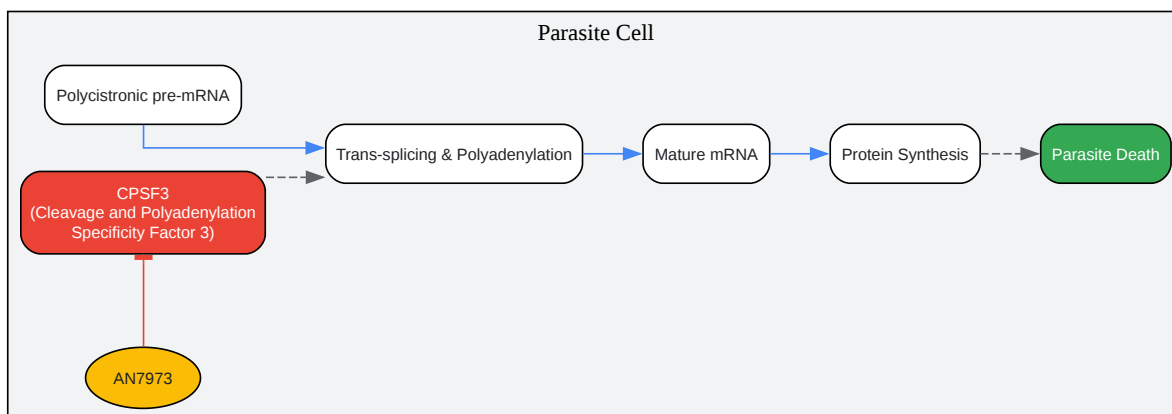 Parasite Cell
Polycistronic pre-mRNA
Trans-splicing & Polyadenylation
Mature mRNA
Protein Synthesis
Parasite Death
CPSF3
(Cleavage and Polyadenylation
Specificity Factor 3)
AN7973